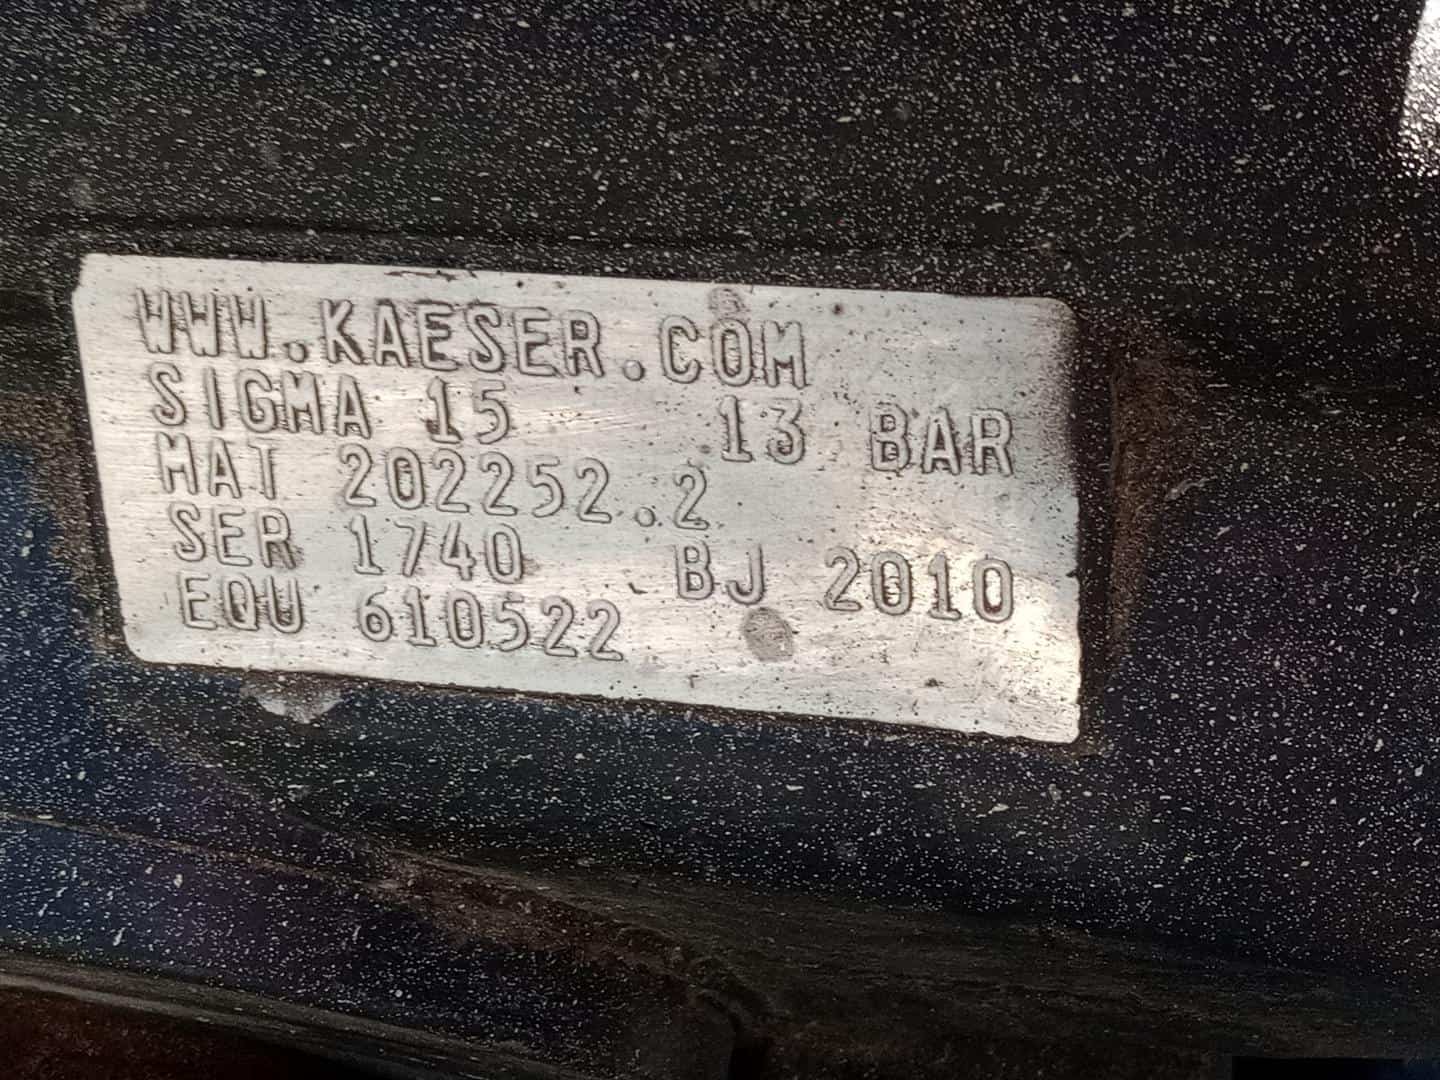 WWW.KAESER.COM
SIGMA 15 13 BAR
MAT 202252.2
SER 1740 BJ 2010
EQU 610522